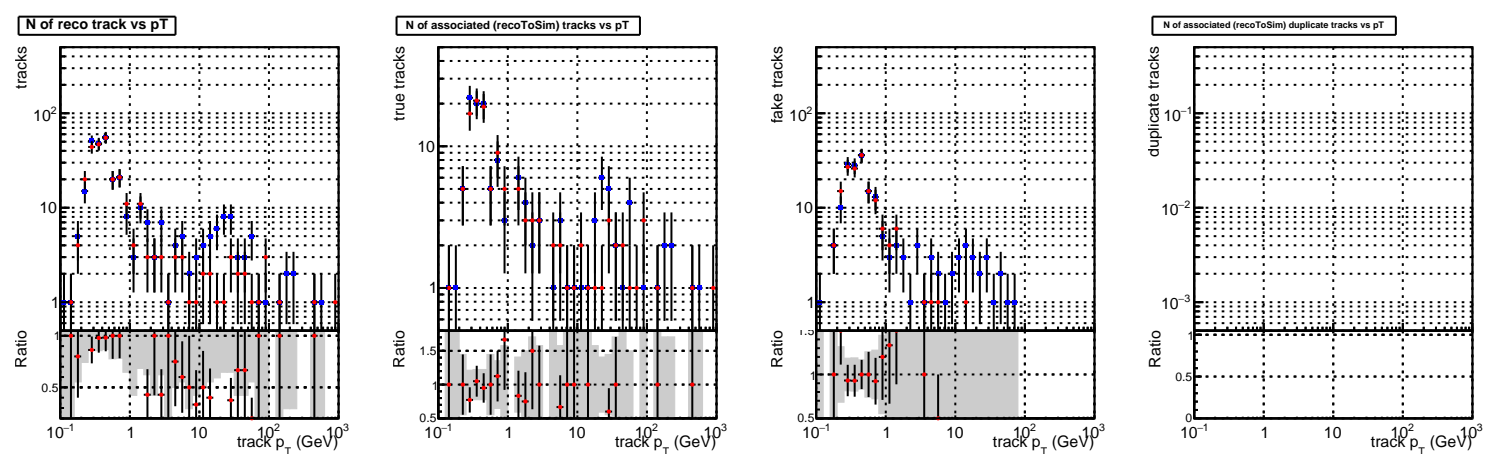 N of reco track vs pT
tracks
10²
10
1
Ratio
1
0.5
10⁻¹ 1 10 10² 10³
track p_T (GeV)
N of associated (recoToSim) tracks vs pT
true tracks
10
1
Ratio
1.5
1
0.5
10⁻¹ 1 10 10² 10³
track p_T (GeV)
fake tracks
10²
10
1
Ratio
1.5
1
0.5
10⁻¹ 1 10 10² 10³
track p_T (GeV)
N of associated (recoToSim) duplicate tracks vs pT
duplicate tracks
10⁻¹
10⁻²
10⁻³
Ratio
1
0.5
0
10⁻¹ 1 10 10² 10³
track p_T (GeV)